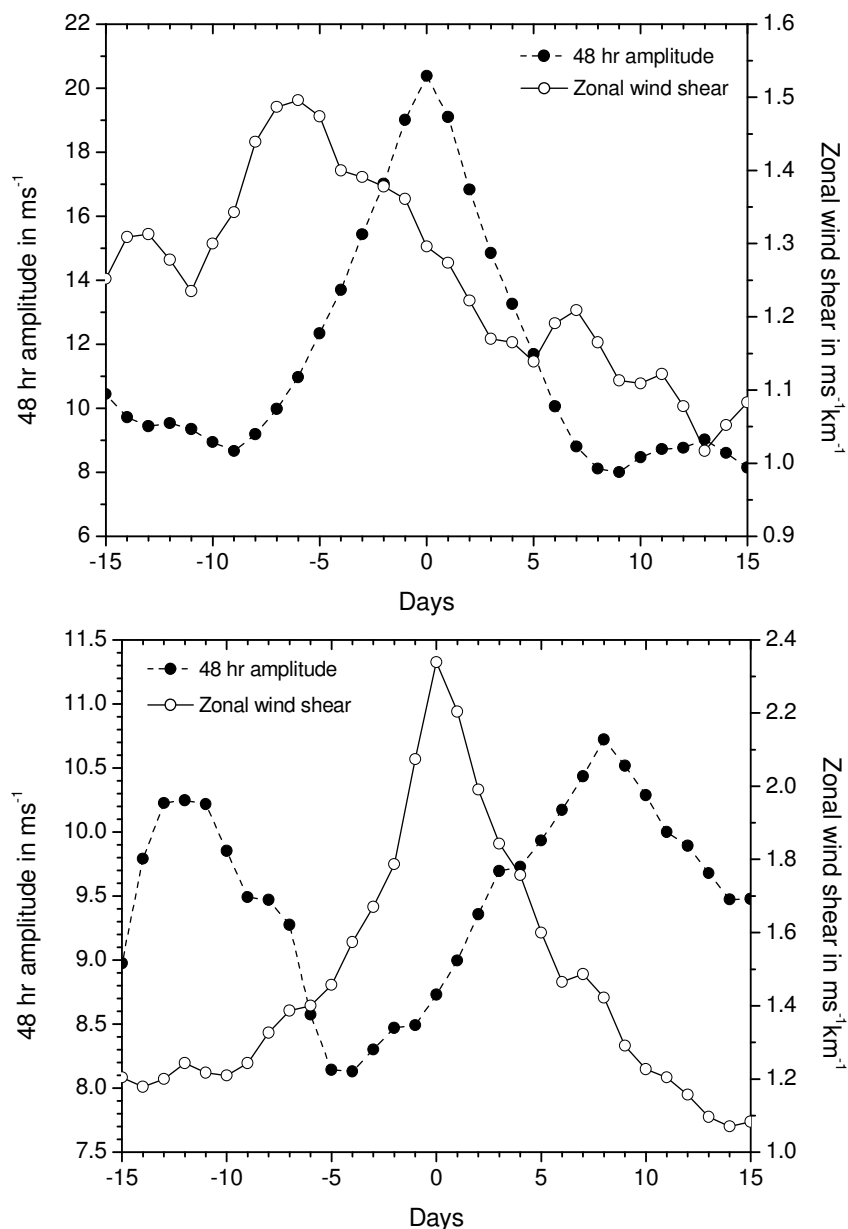 22
20
18
16
14
12
10
8
6
48 hr amplitude in ms⁻¹
48 hr amplitude
Zonal wind shear
1.6
1.5
1.4
1.3
1.2
1.1
1.0
0.9
Zonal wind shear in ms⁻¹km⁻¹
-15 -10 -5 0 5 10 15
Days
11.5
11.0
10.5
10.0
9.5
9.0
8.5
8.0
7.5
48 hr amplitude in ms⁻¹
48 hr amplitude
Zonal wind shear
2.4
2.2
2.0
1.8
1.6
1.4
1.2
1.0
Zonal wind shear in ms⁻¹km⁻¹
-15 -10 -5 0 5 10 15
Days